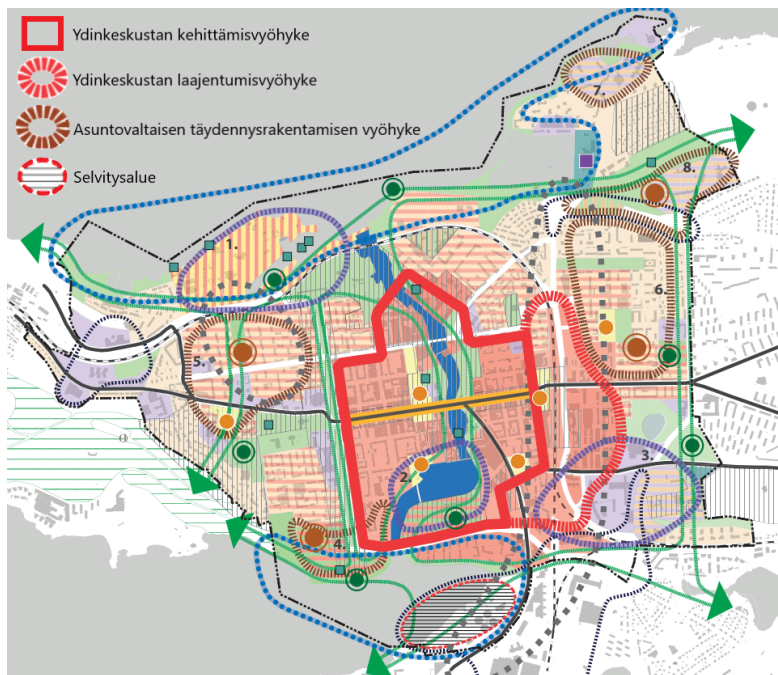 Ydinkeskustan kehittämisvyöhyke
Ydinkeskustan laajentumisvyöhyke
Asuntovaltaisen täydennysrakentamisen vyöhyke
Selvitysalue
7.
8.
1.
6.
5.
2.
3.
4.